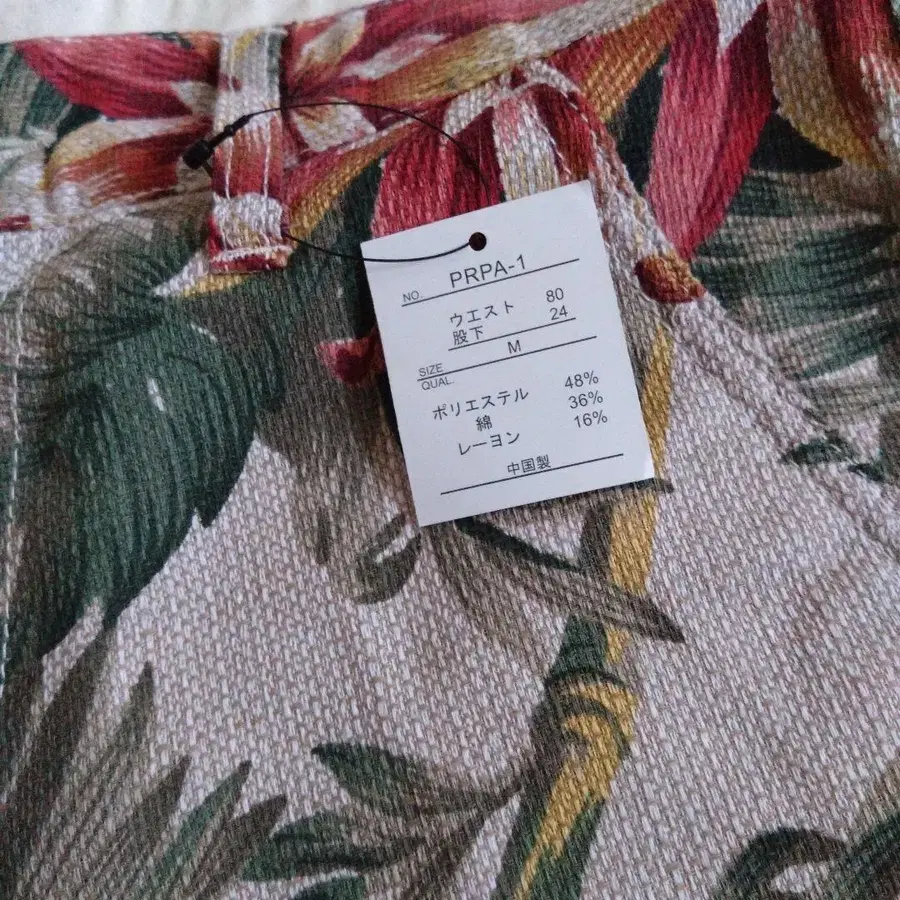 NO. PRPA-1
ウエスト 80
股下 24
SIZE M
QUAL.
ポリエステル 48%
綿 36%
レーヨン 16%
中国製